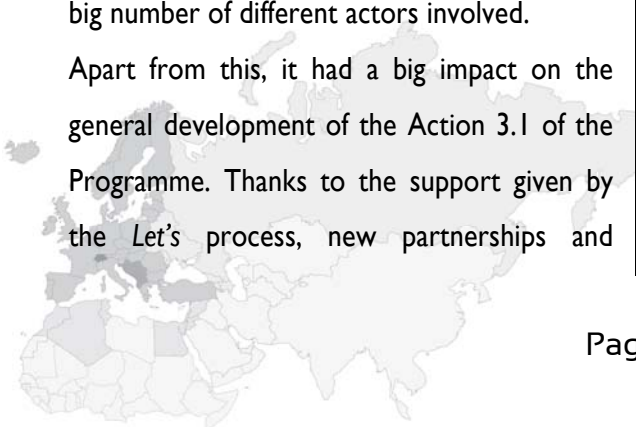 big number of different actors involved.
Apart from this, it had a big impact on the
general development of the Action 3.1 of the
Programme. Thanks to the support given by
the Let's process, new partnerships and
Pag